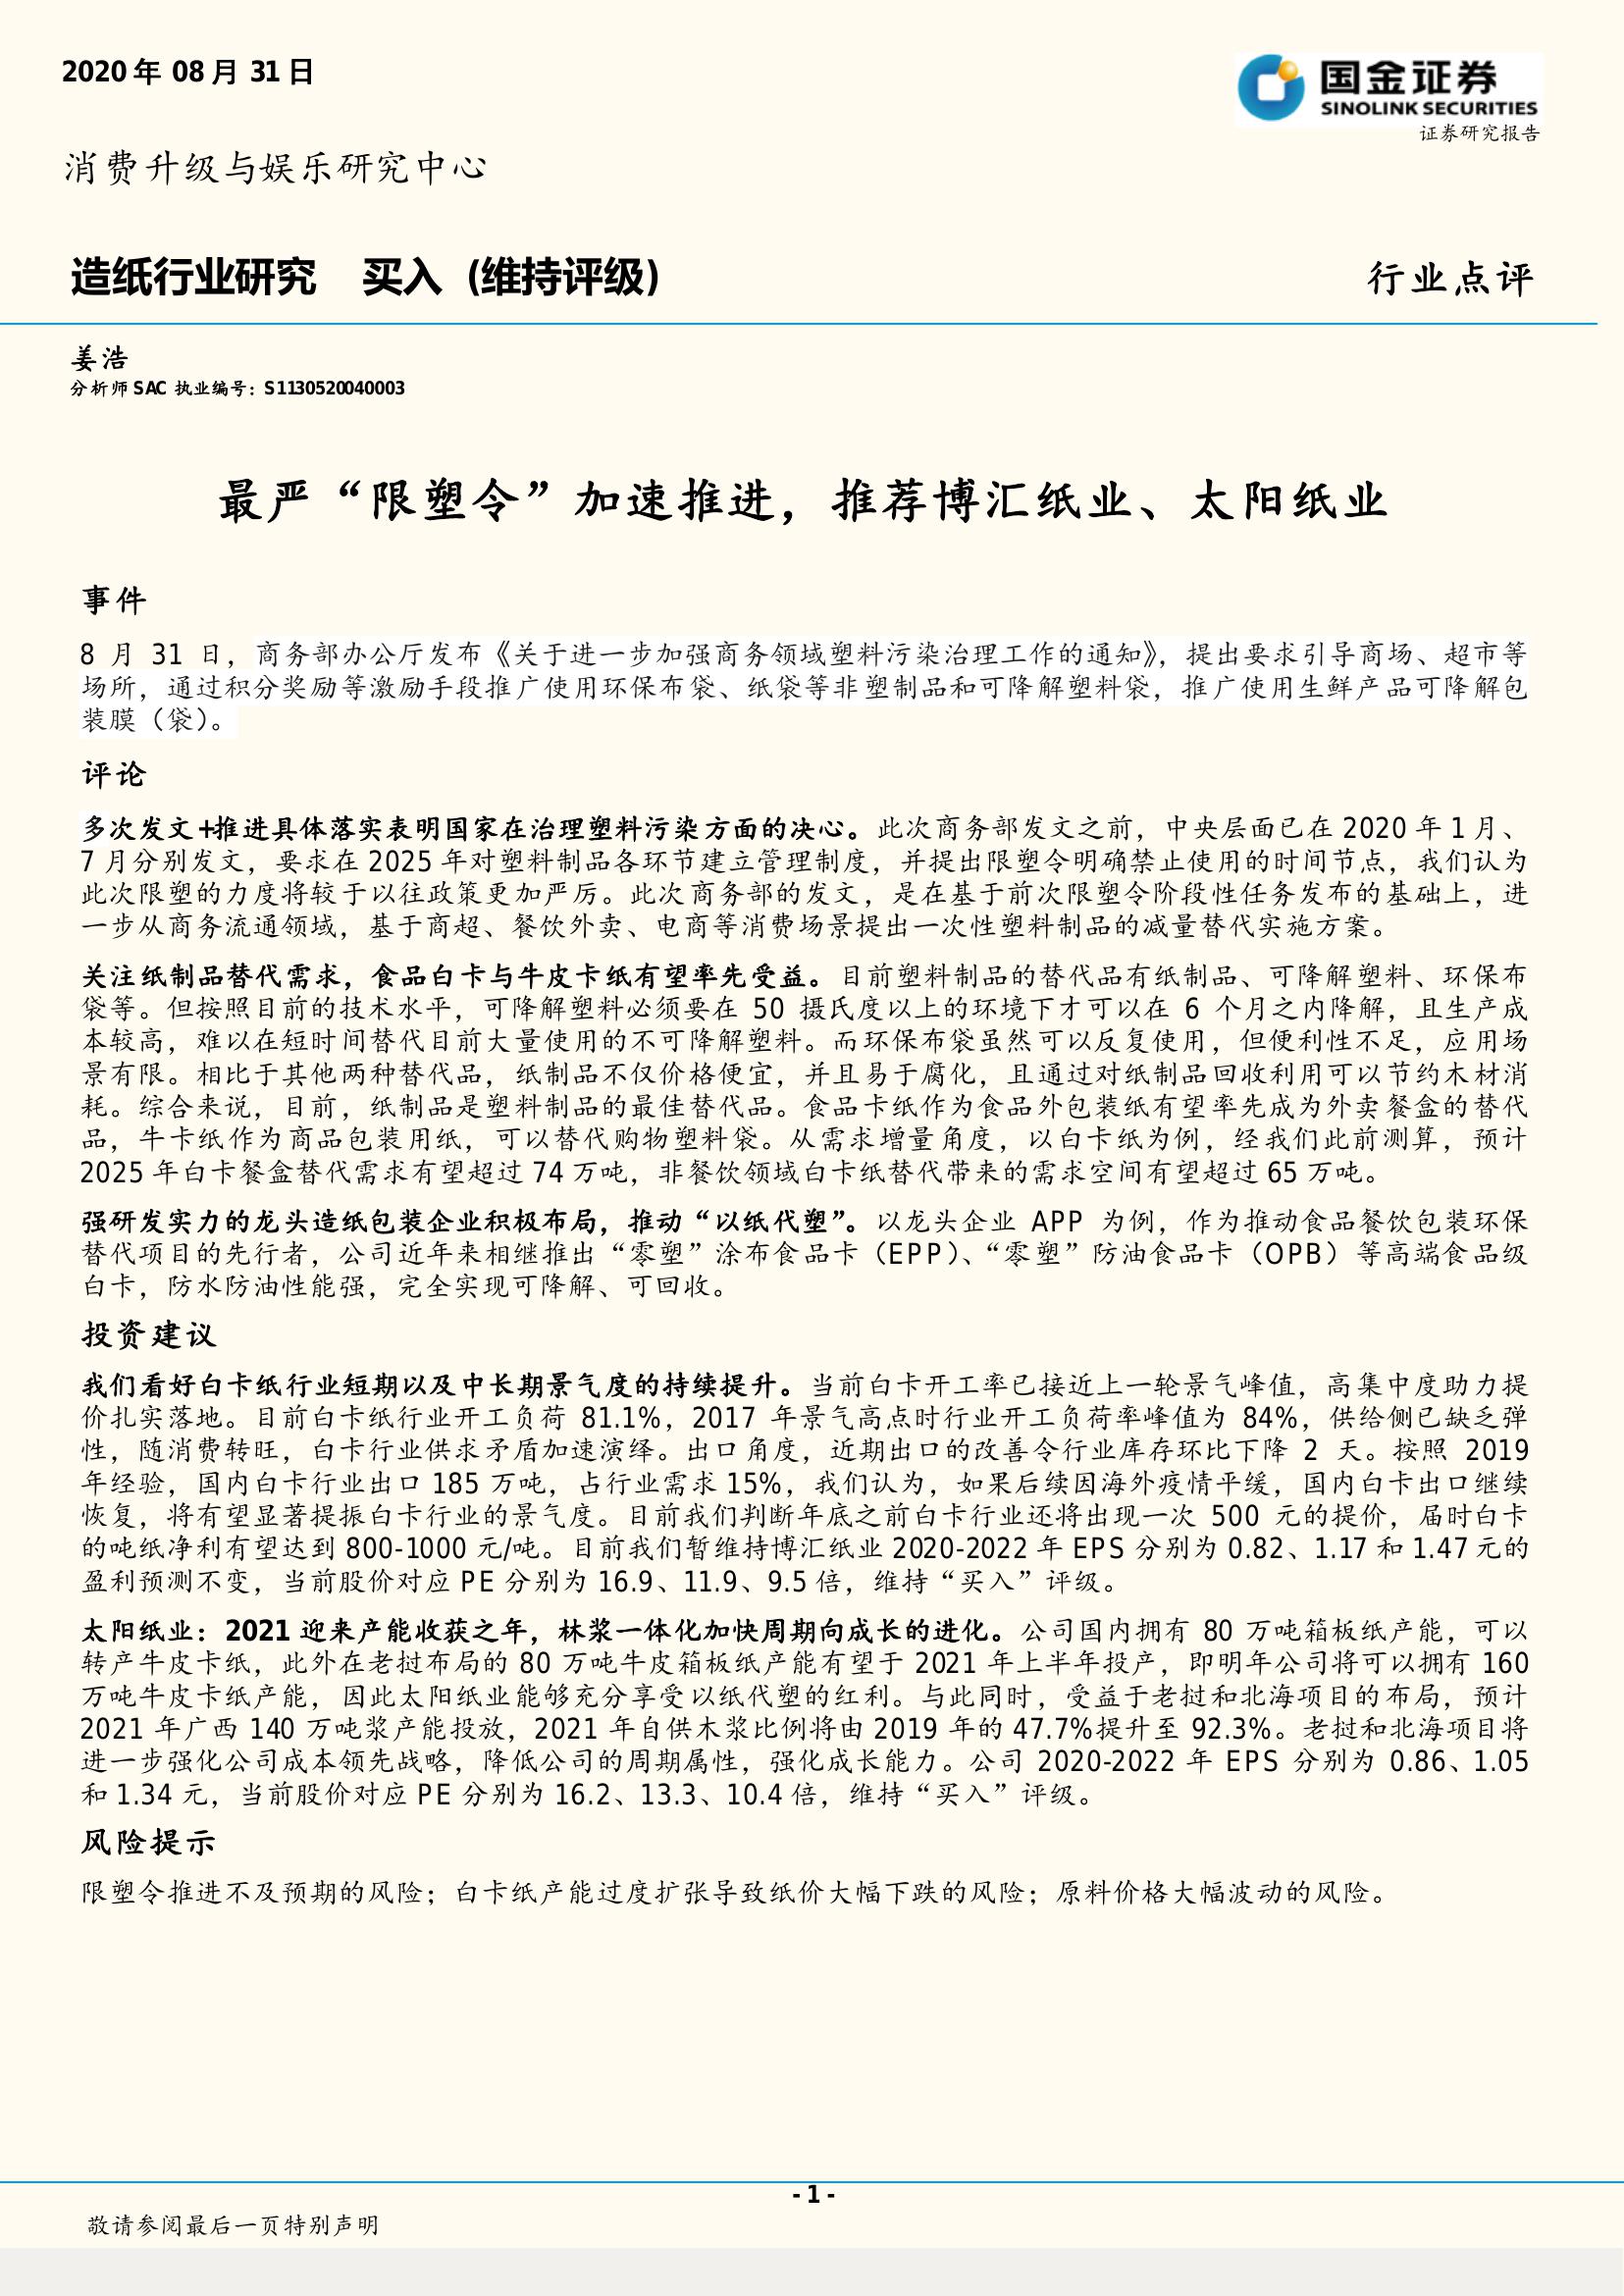 2020年08月31日
国金证券
SINOLINK SECURITIES
证券研究报告
消费升级与娱乐研究中心
造纸行业研究 买入 (维持评级)
行业点评
姜浩
分析师 SAC 执业编号：S1130520040003
最严“限塑令”加速推进，推荐博汇纸业、太阳纸业
事件
8 月 31 日，商务部办公厅发布《关于进一步加强商务领域塑料污染治理工作的通知》，提出要求引导商场、超市等
场所，通过积分奖励等激励手段推广使用环保布袋、纸袋等非塑制品和可降解塑料袋，推广使用生鲜产品可降解包
装膜（袋）。
评论
多次发文+推进具体落实表明国家在治理塑料污染方面的决心。此次商务部发文之前，中央层面已在 2020 年 1 月、
7 月分别发文，要求在 2025 年对塑料制品各环节建立管理制度，并提出限塑令明确禁止使用的时间节点，我们认为
此次限塑的力度将较于以往政策更加严厉。此次商务部的发文，是在基于前次限塑令阶段性任务发布的基础上，进
一步从商务流通领域，基于商超、餐饮外卖、电商等消费场景提出一次性塑料制品的减量替代实施方案。
关注纸制品替代需求，食品白卡与牛皮卡纸有望率先受益。目前塑料制品的替代品有纸制品、可降解塑料、环保布
袋等。但按照目前的技术水平，可降解塑料必须要在 50 摄氏度以上的环境下才可以在 6 个月之内降解，且生产成
本较高，难以在短时间替代目前大量使用的不可降解塑料。而环保布袋虽然可以反复使用，但便利性不足，应用场
景有限。相比于其他两种替代品，纸制品不仅价格便宜，并且易于腐化，且通过对纸制品回收利用可以节约木材消
耗。综合来说，目前，纸制品是塑料制品的最佳替代品。食品卡纸作为食品外包装纸有望率先成为外卖餐盒的替代
品，牛卡纸作为商品包装用纸，可以替代购物塑料袋。从需求增量角度，以白卡纸为例，经我们此前测算，预计
2025 年白卡餐盒替代需求有望超过 74 万吨，非餐饮领域白卡纸替代带来的需求空间有望超过 65 万吨。
强研发实力的龙头造纸包装企业积极布局，推动“以纸代塑”。以龙头企业 APP 为例，作为推动食品餐饮包装环保
替代项目的先行者，公司近年来相继推出“零塑”涂布食品卡（EPP）、“零塑”防油食品卡（OPB）等高端食品级
白卡，防水防油性能强，完全实现可降解、可回收。
投资建议
我们看好白卡纸行业短期以及中长期景气度的持续提升。当前白卡开工率已接近上一轮景气峰值，高集中度助力提
价扎实落地。目前白卡纸行业开工负荷 81.1%，2017 年景气高点时行业开工负荷率峰值为 84%，供给侧已缺乏弹
性，随消费转旺，白卡行业供求矛盾加速演绎。出口角度，近期出口的改善令行业库存环比下降 2 天。按照 2019
年经验，国内白卡行业出口 185 万吨，占行业需求 15%，我们认为，如果后续因海外疫情平缓，国内白卡出口继续
恢复，将有望显著提振白卡行业的景气度。目前我们判断年底之前白卡行业还将出现一次 500 元的提价，届时白卡
的吨纸净利有望达到 800-1000 元/吨。目前我们暂维持博汇纸业 2020-2022 年 EPS 分别为 0.82、1.17 和 1.47 元的
盈利预测不变，当前股价对应 PE 分别为 16.9、11.9、9.5 倍，维持“买入”评级。
太阳纸业：2021 迎来产能收获之年，林浆一体化加快周期向成长的进化。公司国内拥有 80 万吨箱板纸产能，可以
转产牛皮卡纸，此外在老挝布局的 80 万吨牛皮箱板纸产能有望于 2021 年上半年投产，即明年公司将可以拥有 160
万吨牛皮卡纸产能，因此太阳纸业能够充分享受以纸代塑的红利。与此同时，受益于老挝和北海项目的布局，预计
2021 年广西 140 万吨浆产能投放，2021 年自供木浆比例将由 2019 年的 47.7%提升至 92.3%。老挝和北海项目将
进一步强化公司成本领先战略，降低公司的周期属性，强化成长能力。公司 2020-2022 年 EPS 分别为 0.86、1.05
和 1.34 元，当前股价对应 PE 分别为 16.2、13.3、10.4 倍，维持“买入”评级。
风险提示
限塑令推进不及预期的风险；白卡纸产能过度扩张导致纸价大幅下跌的风险；原料价格大幅波动的风险。
- 1 -
敬请参阅最后一页特别声明